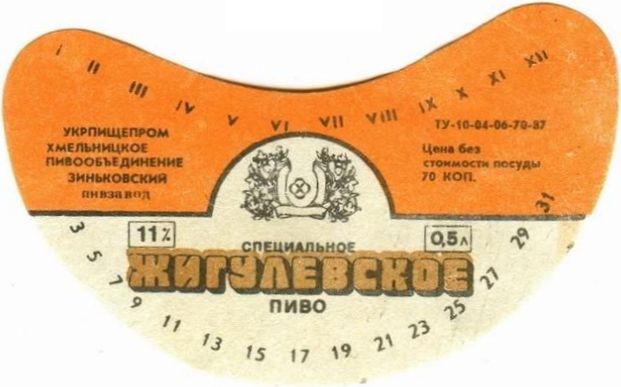 I II III IV V VI VII VIII IX X XI XII
УКРПИЩЕПРОМ
ХМЕЛЬНИЦКОЕ
ПИВООБЪЕДИНЕНИЕ
ЗИНЬКОВСКИЙ
пивзавод
ТУ-10-04-06-70-87
Цена без
стоимости посуды
70 КОП.
11%
0,5л
СПЕЦИАЛЬНОЕ
ЖИГУЛЕВСКОЕ
ПИВО
3 5 7 9 11 13 15 17 19 21 23 25 27 29 31